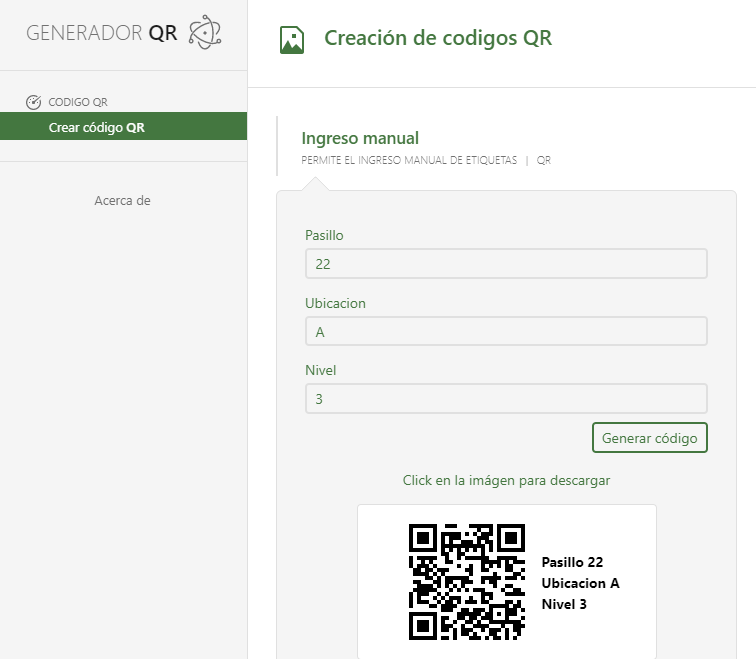 GENERADOR QR
CODIGO QR
Crear código QR
Acerca de
Creación de codigos QR
Ingreso manual
PERMITE EL INGRESO MANUAL DE ETIQUETAS | QR
Pasillo
22
Ubicacion
A
Nivel
3
Generar código
Click en la imágen para descargar
Pasillo 22
Ubicacion A
Nivel 3